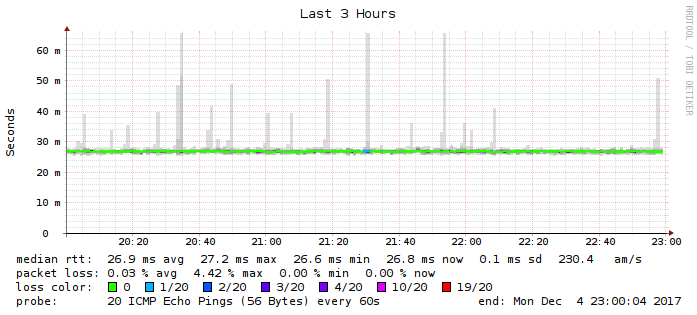 Last 3 Hours
RRDTOOL / TOBI OETIKER
Seconds
60 m
50 m
40 m
30 m
20 m
10 m
0
20:20 20:40 21:00 21:20 21:40 22:00 22:20 22:40 23:00
median rtt: 26.9 ms avg 27.2 ms max 26.6 ms min 26.8 ms now 0.1 ms sd 230.4 am/s
packet loss: 0.03 % avg 4.42 % max 0.00 % min 0.00 % now
loss color: 0 1/20 2/20 3/20 4/20 10/20 19/20
probe: 20 ICMP Echo Pings (56 Bytes) every 60s end: Mon Dec 4 23:00:04 2017